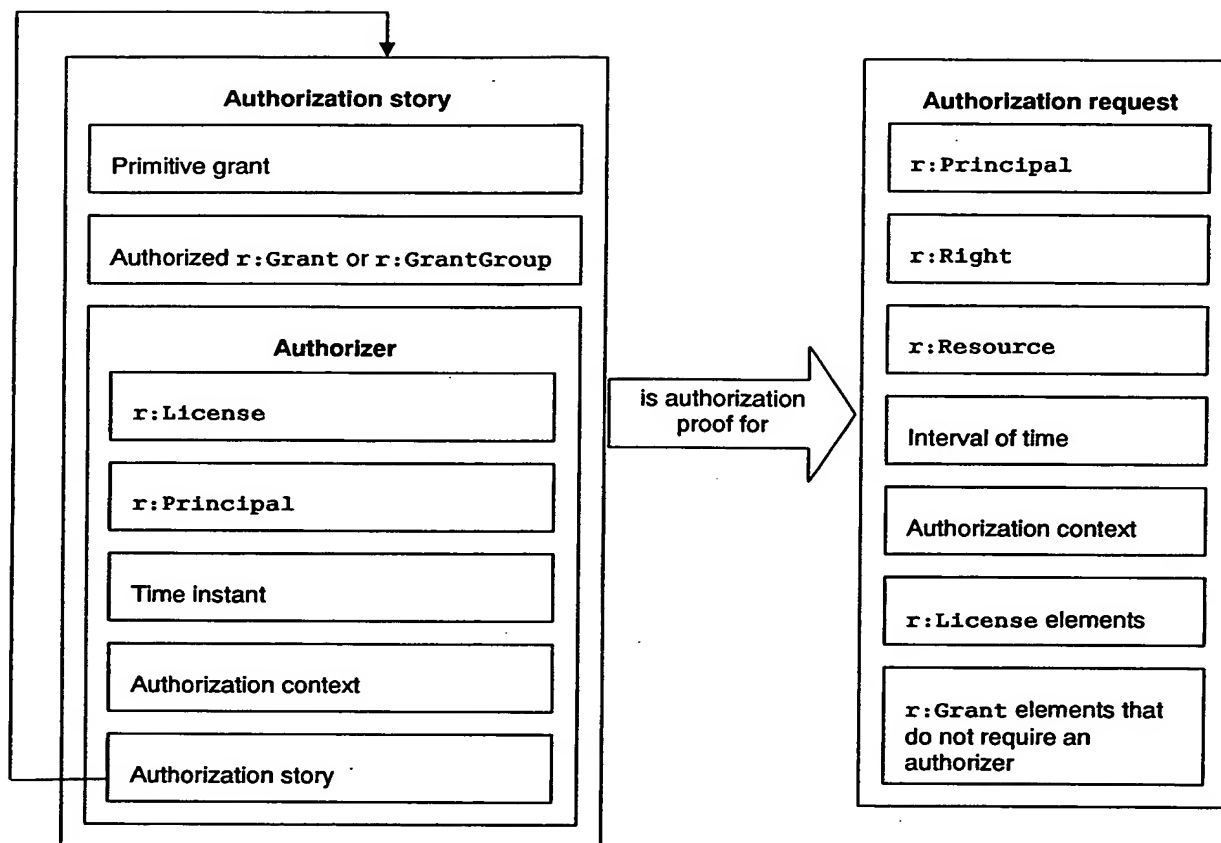 Authorization story
Primitive grant
Authorized r:Grant or r:GrantGroup
Authorizer
r:License
r:Principal
Time instant
Authorization context
Authorization story
is authorization
proof for
Authorization request
r:Principal
r:Right
r:Resource
Interval of time
Authorization context
r:License elements
r:Grant elements that
do not require an
authorizer